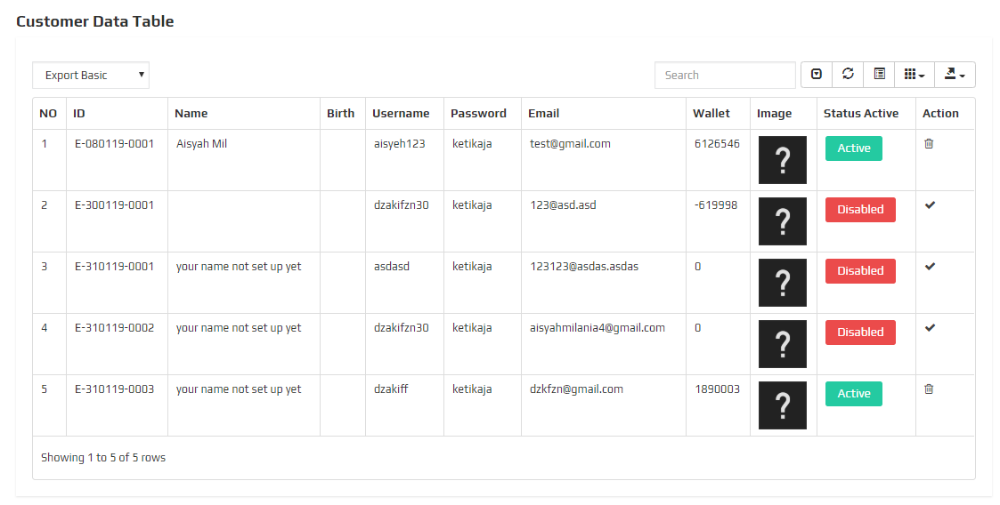 Customer Data Table
Export Basic
Search
NO ID Name Birth Username Password Email Wallet Image Status Active Action
1 E-080119-0001 Aisyah Mil aisyeh123 ketikaja test@gmail.com 6126546 ? Active
2 E-300119-0001 dzakifzn30 ketikaja 123@asd.asd -619998 ? Disabled
3 E-310119-0001 your name not set up yet asdasd ketikaja 123123@asdas.asdas 0 ? Disabled
4 E-310119-0002 your name not set up yet dzakifzn30 ketikaja aisyahmilania4@gmail.com 0 ? Disabled
5 E-310119-0003 your name not set up yet dzakiff ketikaja dzkfzn@gmail.com 1890003 ? Active
Showing 1 to 5 of 5 rows